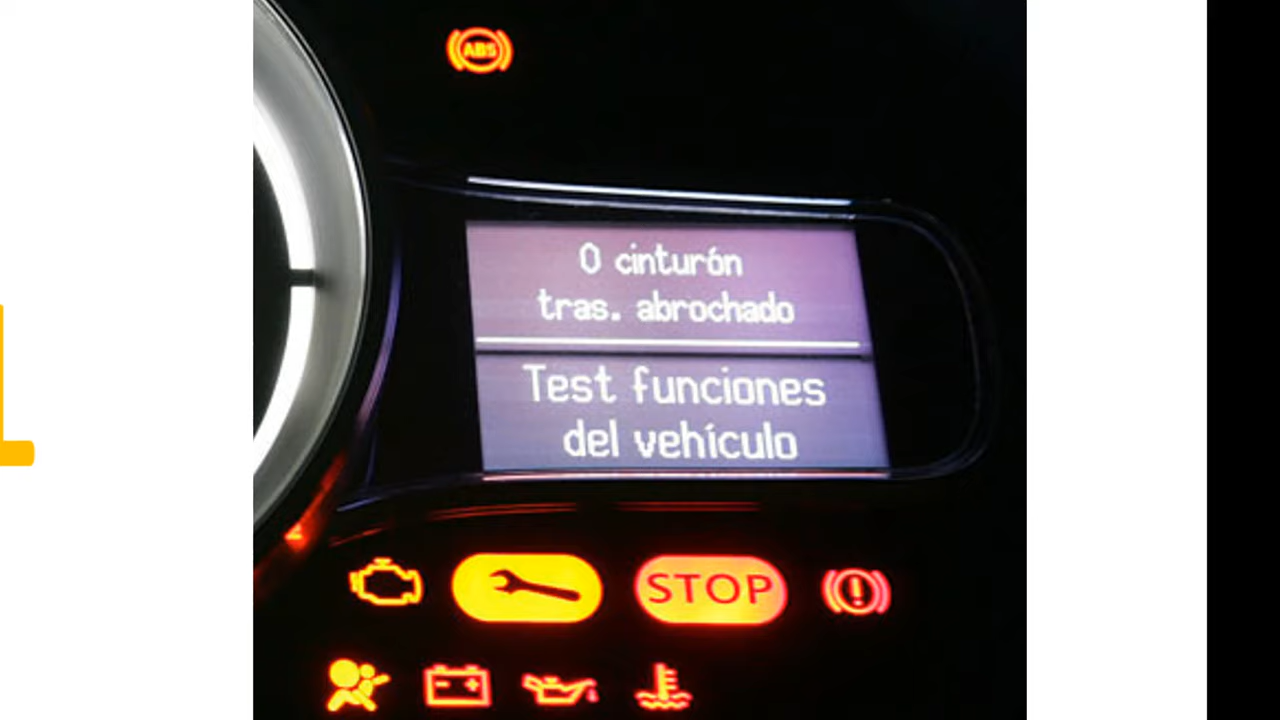 ABS
0 cinturón
tras. abrochado
Test funciones
del vehículo
STOP